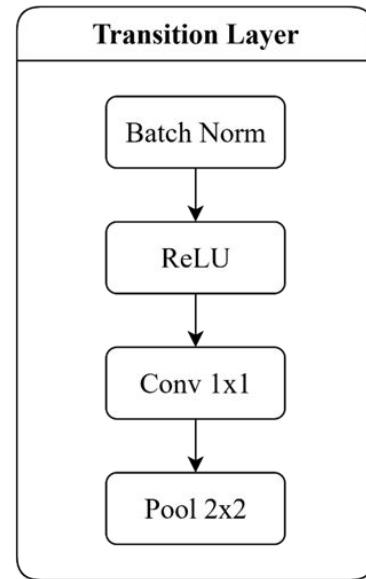 Transition Layer
Batch Norm
ReLU
Conv 1x1
Pool 2x2